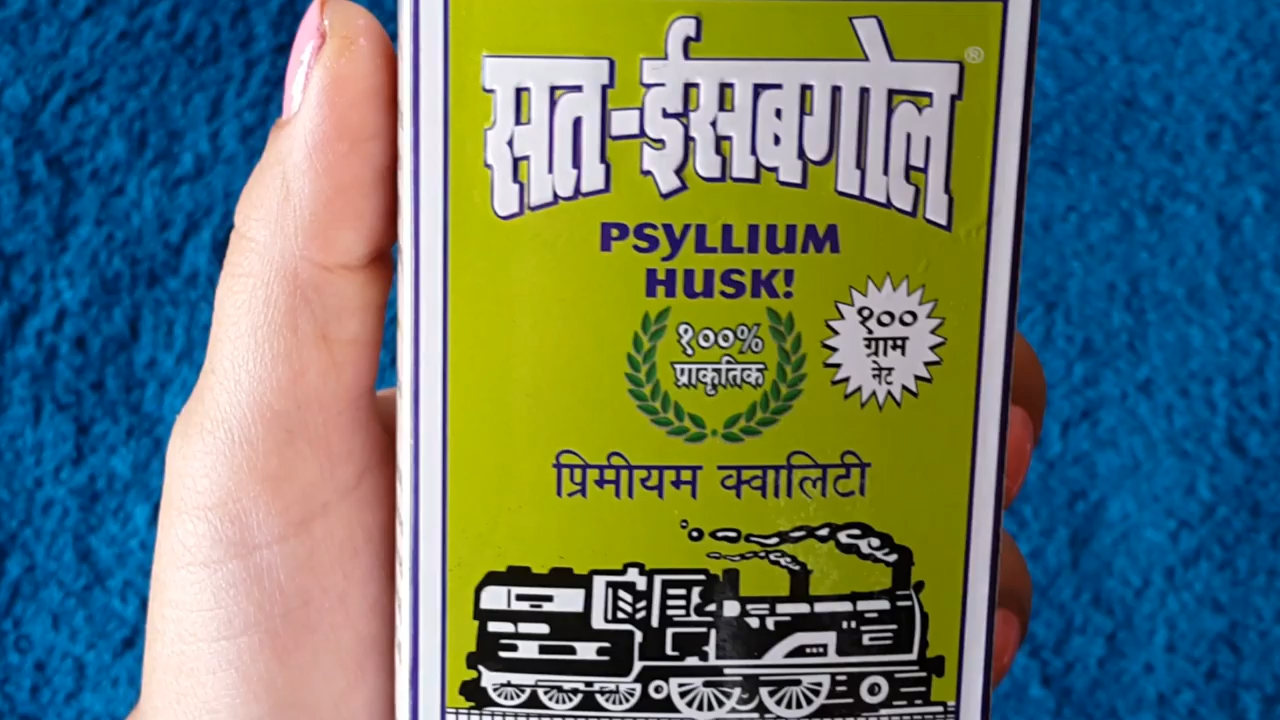 सत-ईसबगोल®
PSYLLIUM
HUSK!
१००%
प्राकृतिक
१००
ग्राम
नेट
प्रिमीयम क्वालिटी